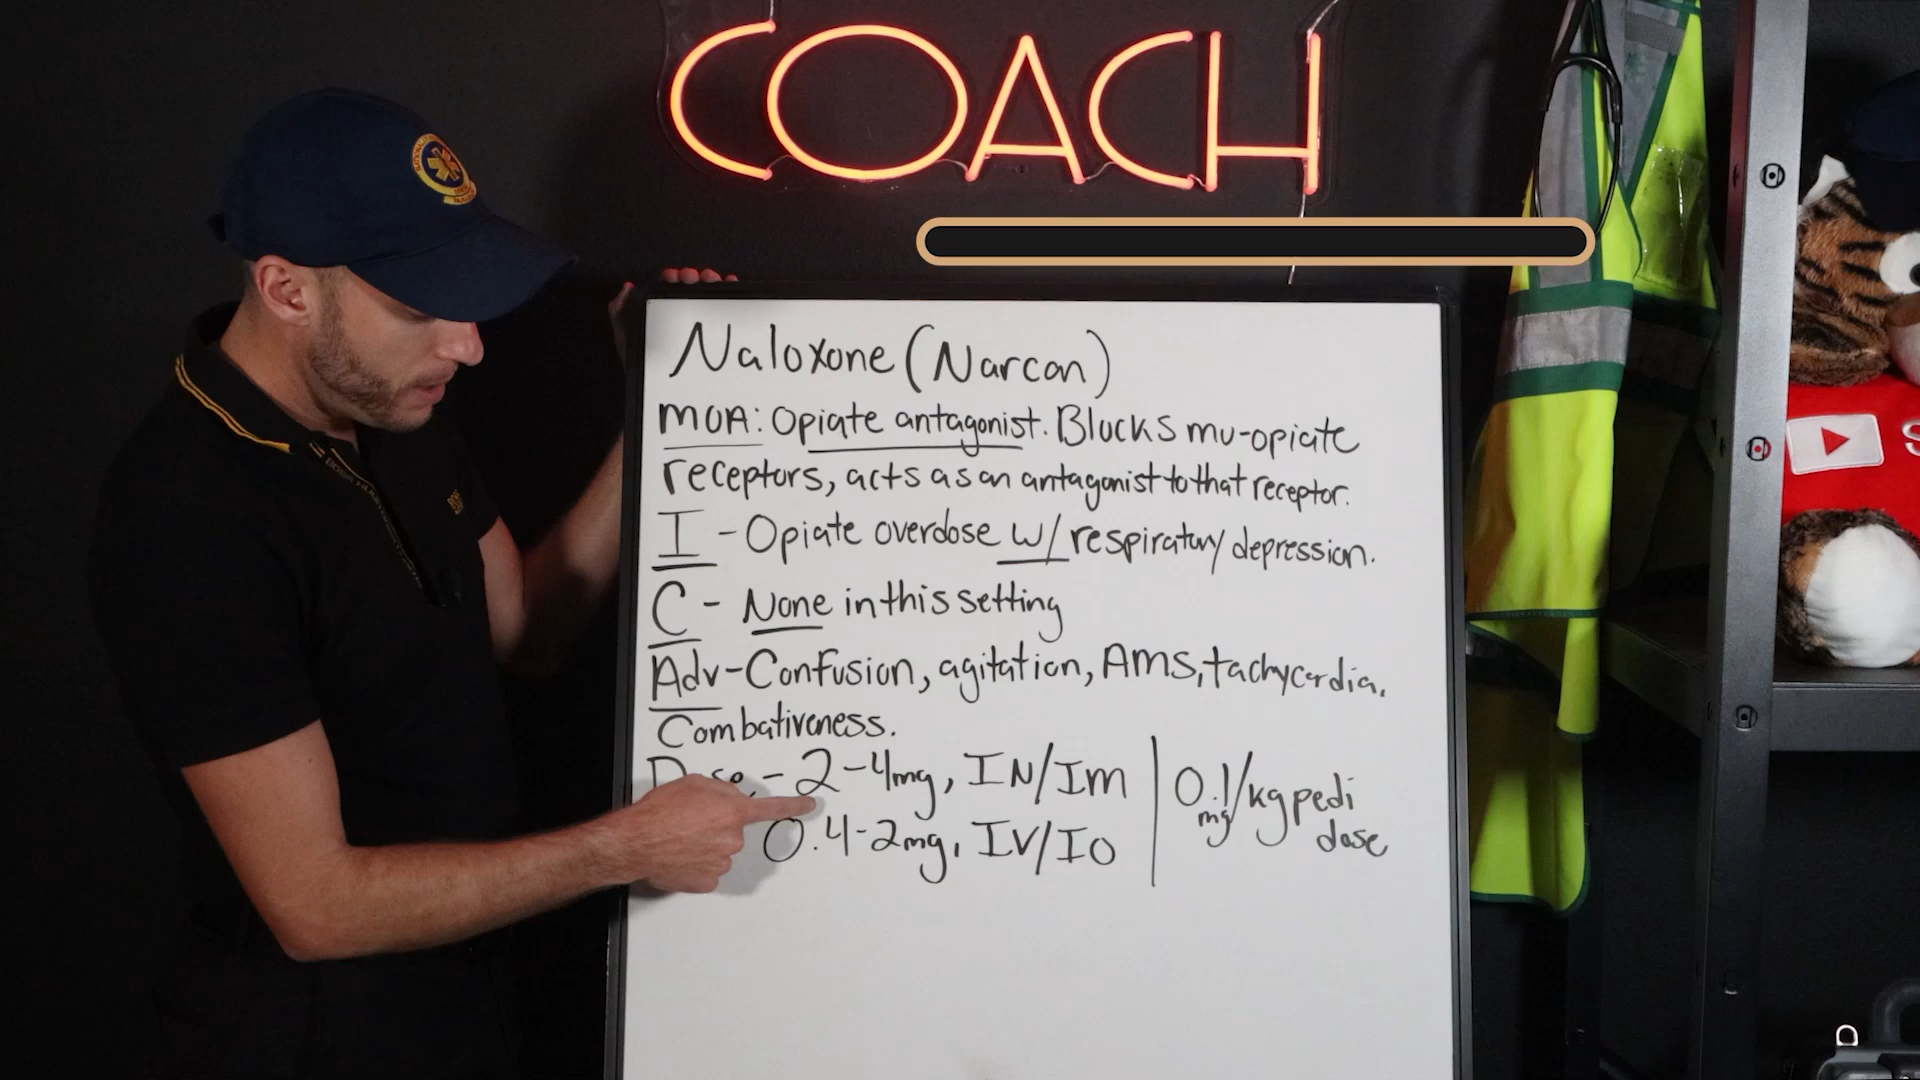 COACH
Naloxone (Narcan)
MOA: Opiate antagonist. Blocks mu-opiate
receptors, acts as an antagonist to that receptor.
I - Opiate overdose w/ respiratory depression.
C - None in this setting
Adv - Confusion, agitation, AMS, tachycardia,
Combativeness.
- 2-4mg, IN/IM
0.4-2mg, IV/IO
0.1/kg pedi
mg
dose